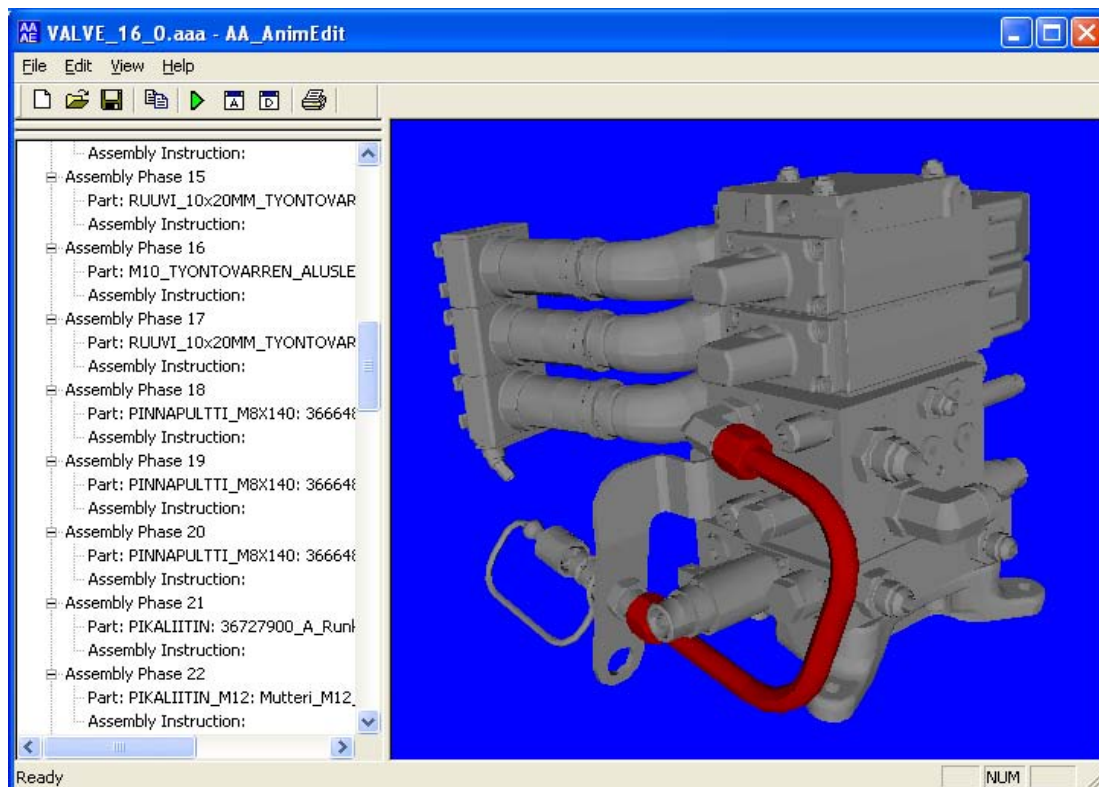 AA
AE
VALVE_16_0.aaa - AA_AnimEdit
File Edit View Help
A D
Assembly Instruction:
Assembly Phase 15
Part: RUUVI_10x20MM_TYONTOVAR
Assembly Instruction:
Assembly Phase 16
Part: M10_TYONTOVARREN_ALUSLE
Assembly Instruction:
Assembly Phase 17
Part: RUUVI_10x20MM_TYONTOVAR
Assembly Instruction:
Assembly Phase 18
Part: PINNAPULTTI_M8X140: 366648
Assembly Instruction:
Assembly Phase 19
Part: PINNAPULTTI_M8X140: 366648
Assembly Instruction:
Assembly Phase 20
Part: PINNAPULTTI_M8X140: 366648
Assembly Instruction:
Assembly Phase 21
Part: PIKALIITIN: 36727900_A_Runk
Assembly Instruction:
Assembly Phase 22
Part: PIKALIITIN_M12: Mutteri_M12_
Assembly Instruction:
Ready NUM